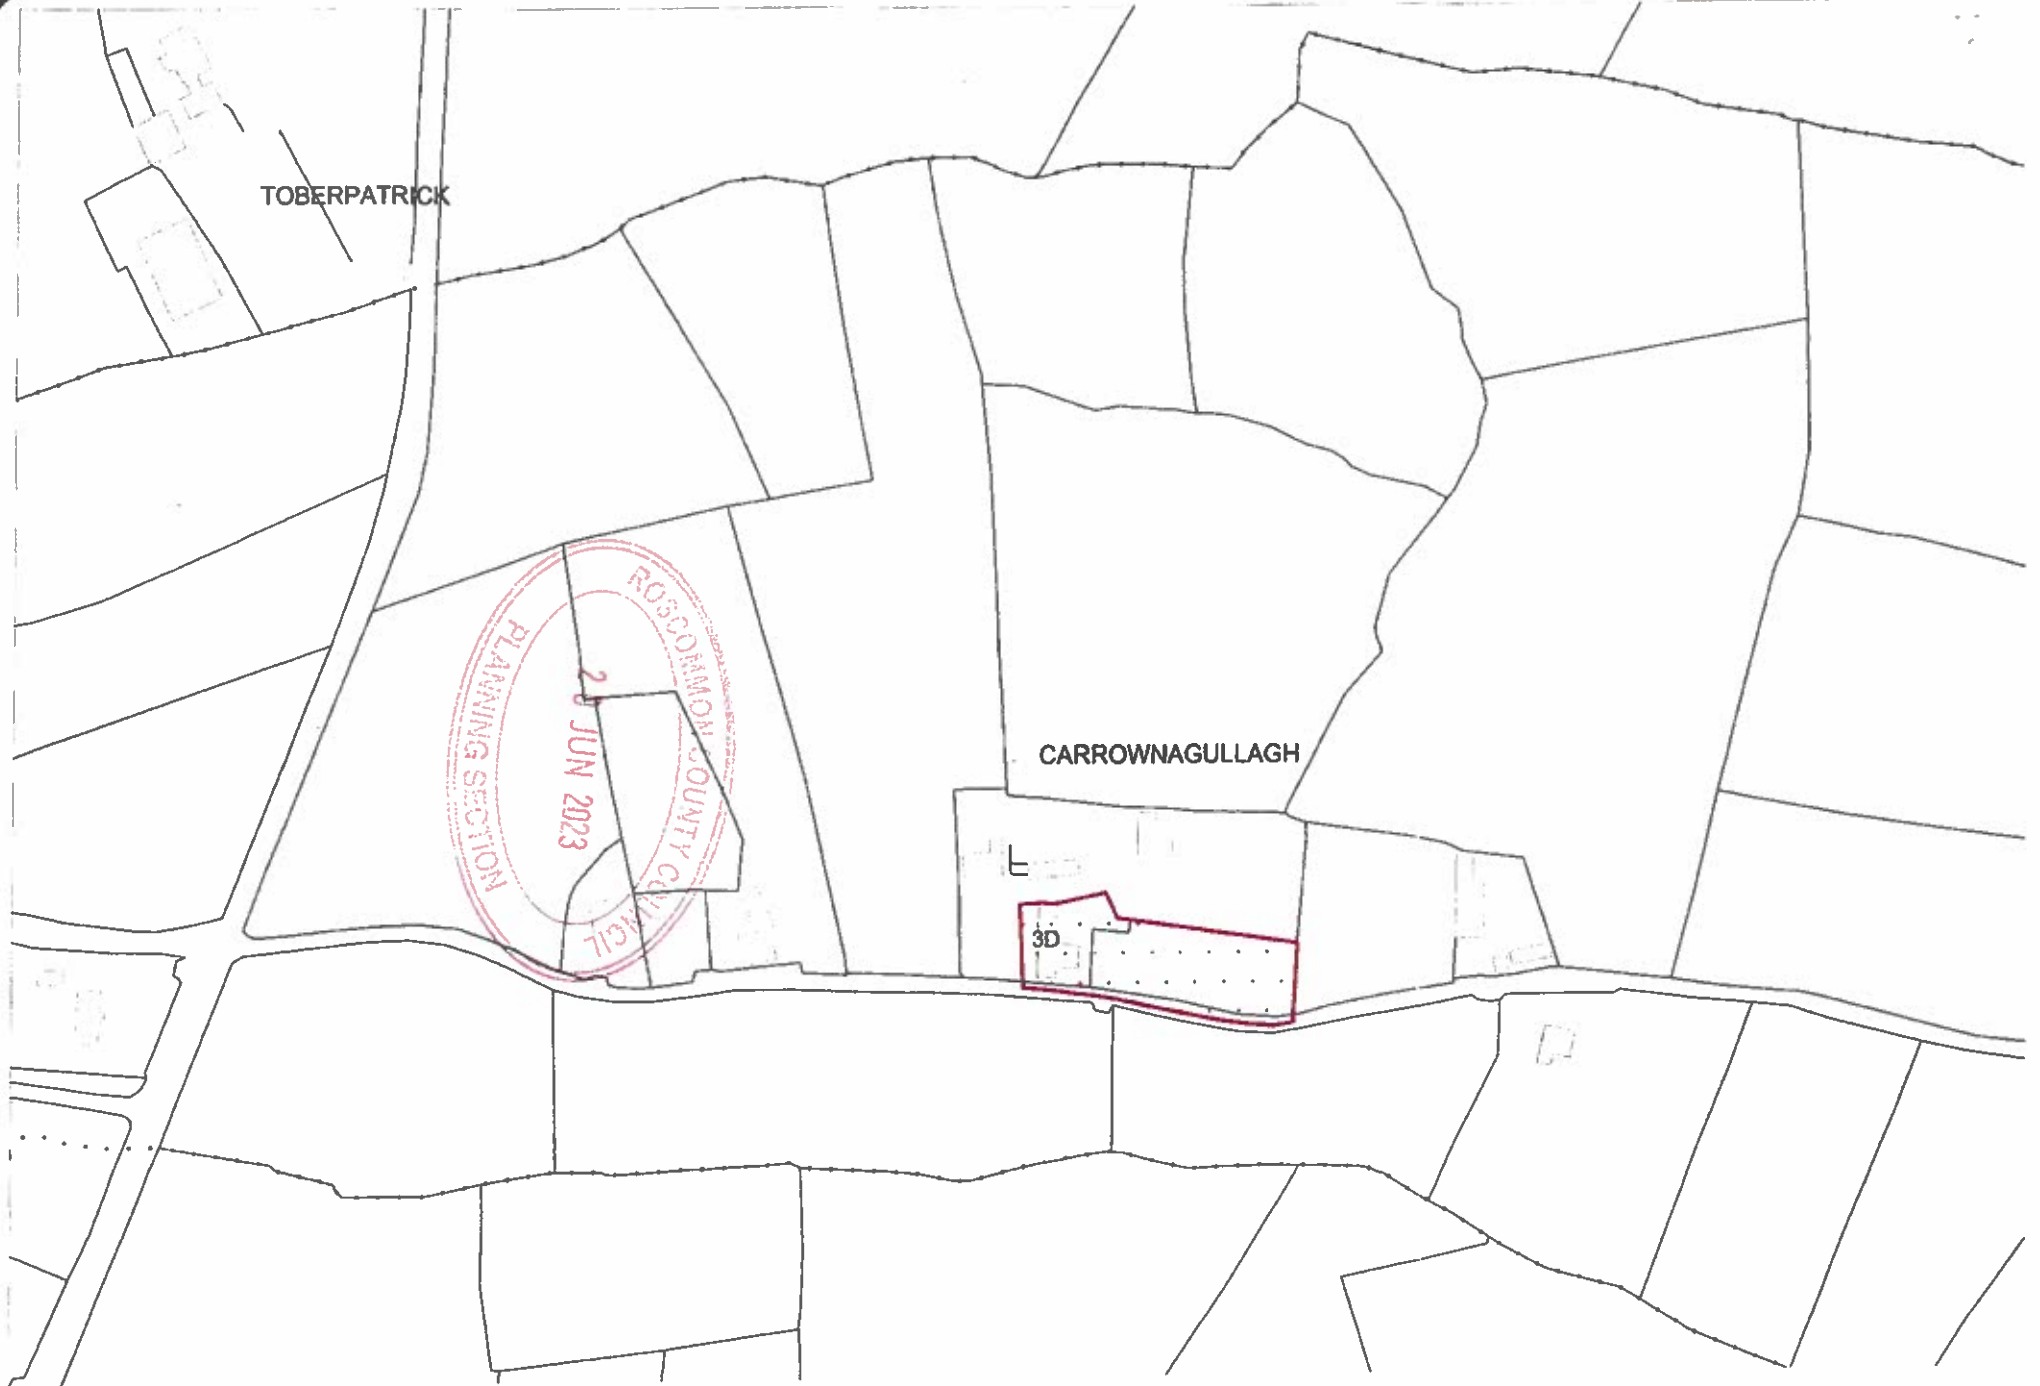 TOBERPATRICK
ROSCOMMON COUNTY COUNCIL
JUN 2023
PLANNING SECTION
CARROWNAGULLAGH
3D